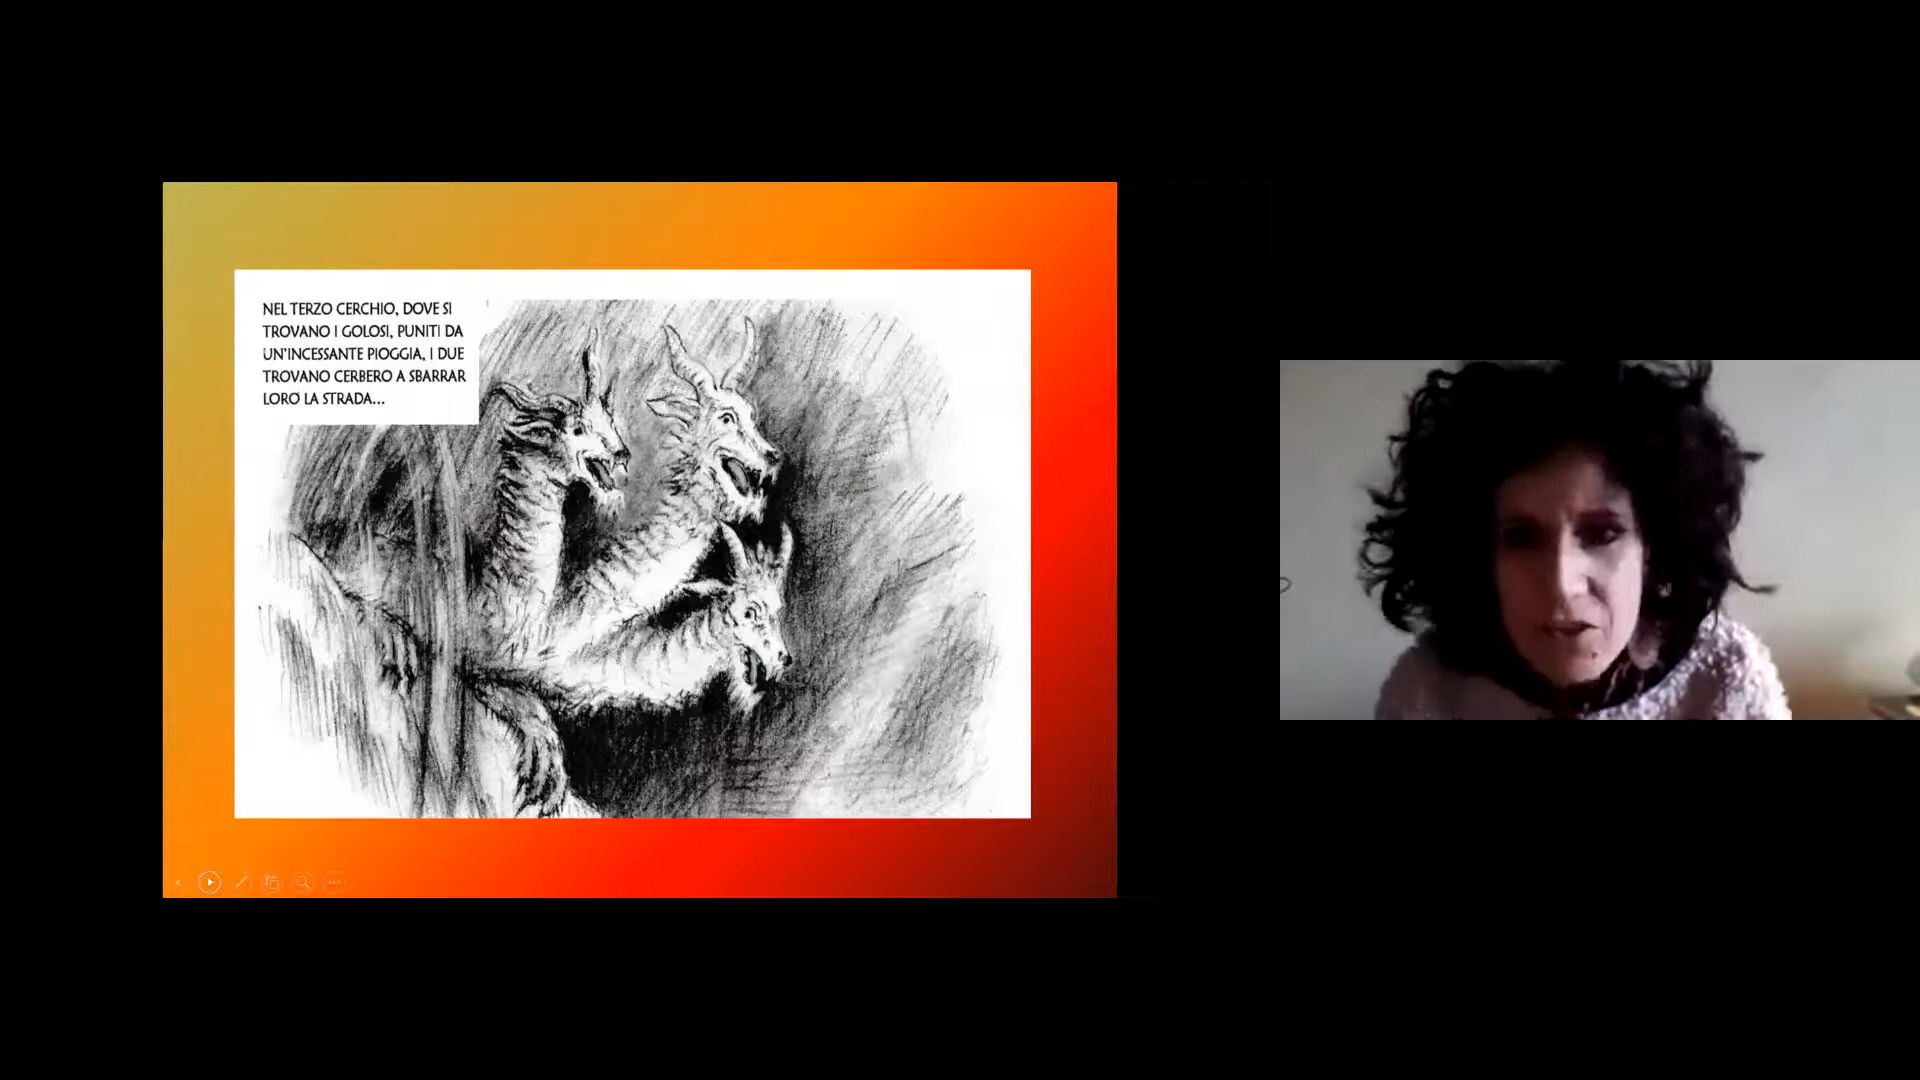 NEL TERZO CERCHIO, DOVE SI
TROVANO I GOLOSI, PUNITI DA
UN'INCESSANTE PIOGGIA, I DUE
TROVANO CERBERO A SBARRAR
LORO LA STRADA...